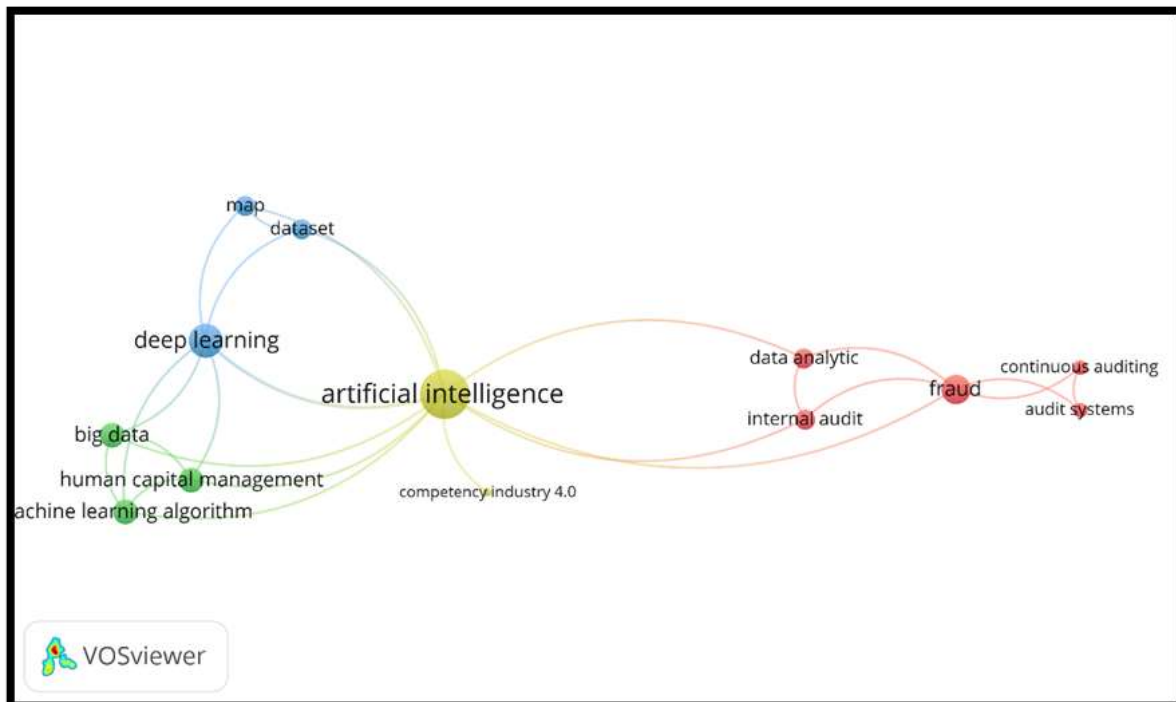 map
dataset
deep learning
data analytic
continuous auditing
fraud
artificial intelligence
audit systems
internal audit
big data
human capital management
competency industry 4.0
achine learning algorithm
VOSviewer